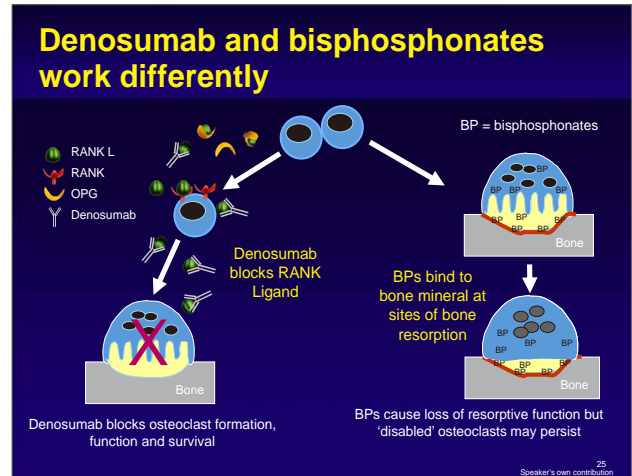 Denosumab and bisphosphonates
work differently
BP = bisphosphonates
RANK L
RANK
OPG
Denosumab
BP
BP BP BP BP
BP BP
BP BP
Bone
Denosumab
blocks RANK
Ligand
BPs bind to
bone mineral at
sites of bone
resorption
BP
BP BP BP
BP BP
BP BP
Bone
Bone
X
Denosumab blocks osteoclast formation,
function and survival
BPs cause loss of resorptive function but
‘disabled’ osteoclasts may persist
25
Speaker's own contribution